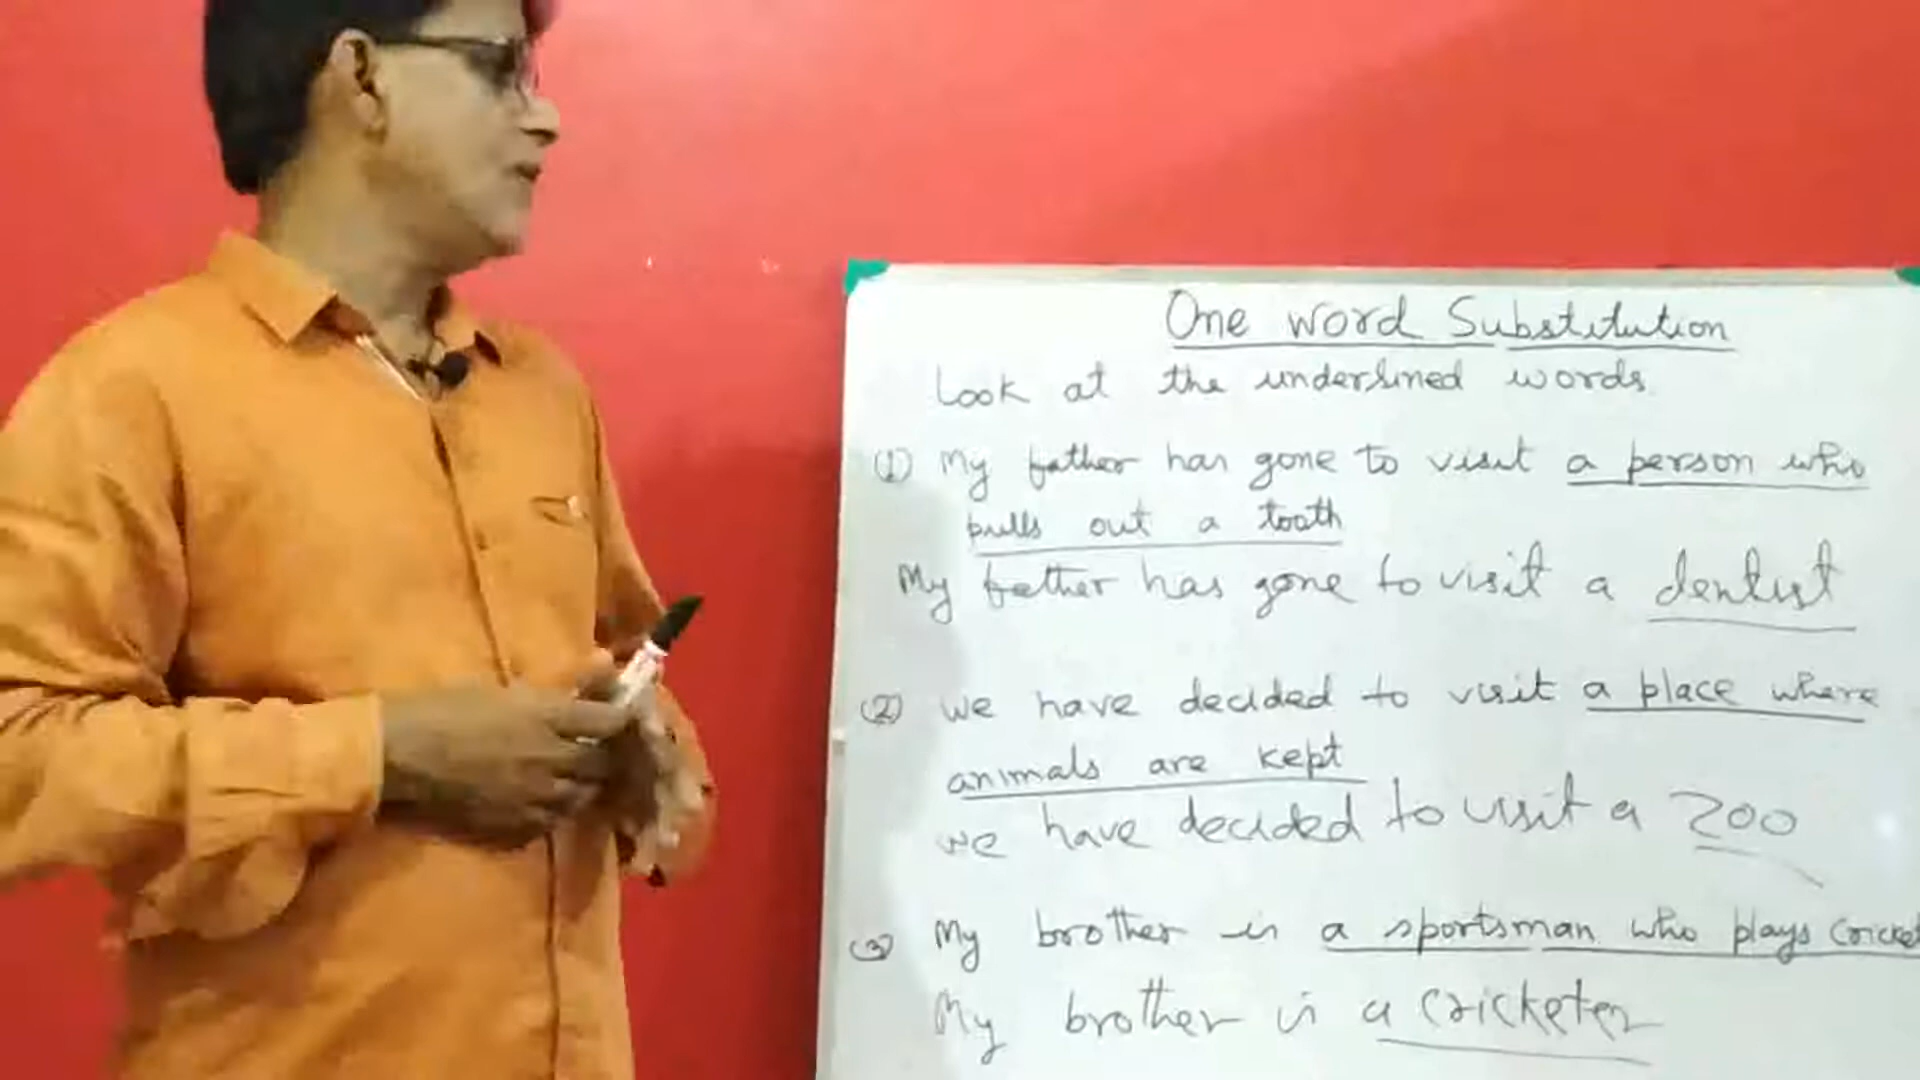 One word Substitution
Look at the underlined words
(1) My father has gone to visit a person who
pulls out a tooth
My father has gone to visit a dentist
(2) We have decided to visit a place where
animals are kept
We have decided to visit a zoo
(3) My brother is a sportsman who plays cricket
My brother is a cricketer